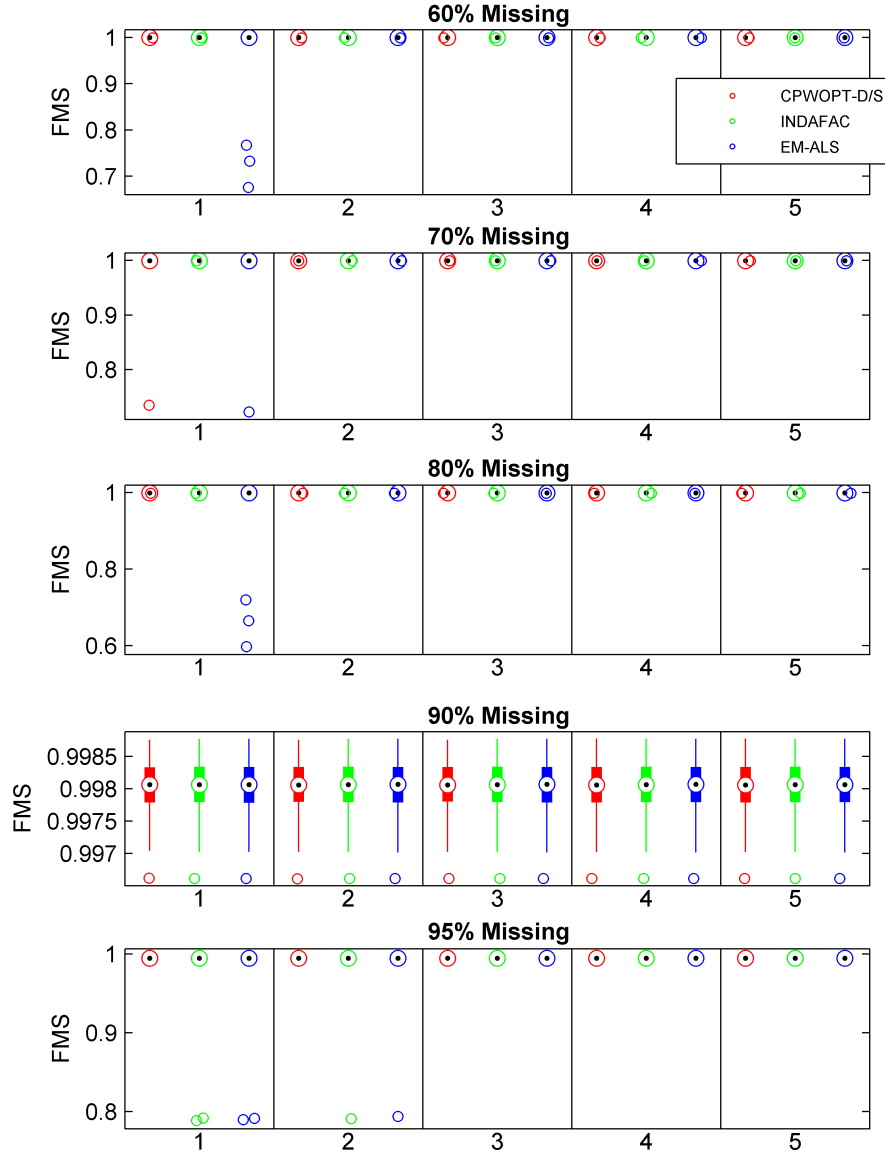 60% Missing
1
0.9
0.8
0.7
FMS
CPWOPT-D/S
INDAFAC
EM-ALS
1 2 3 4 5
70% Missing
1
0.9
0.8
FMS
1 2 3 4 5
80% Missing
1
0.8
0.6
FMS
1 2 3 4 5
90% Missing
0.9985
0.998
0.9975
0.997
FMS
1 2 3 4 5
95% Missing
1
0.9
0.8
FMS
1 2 3 4 5